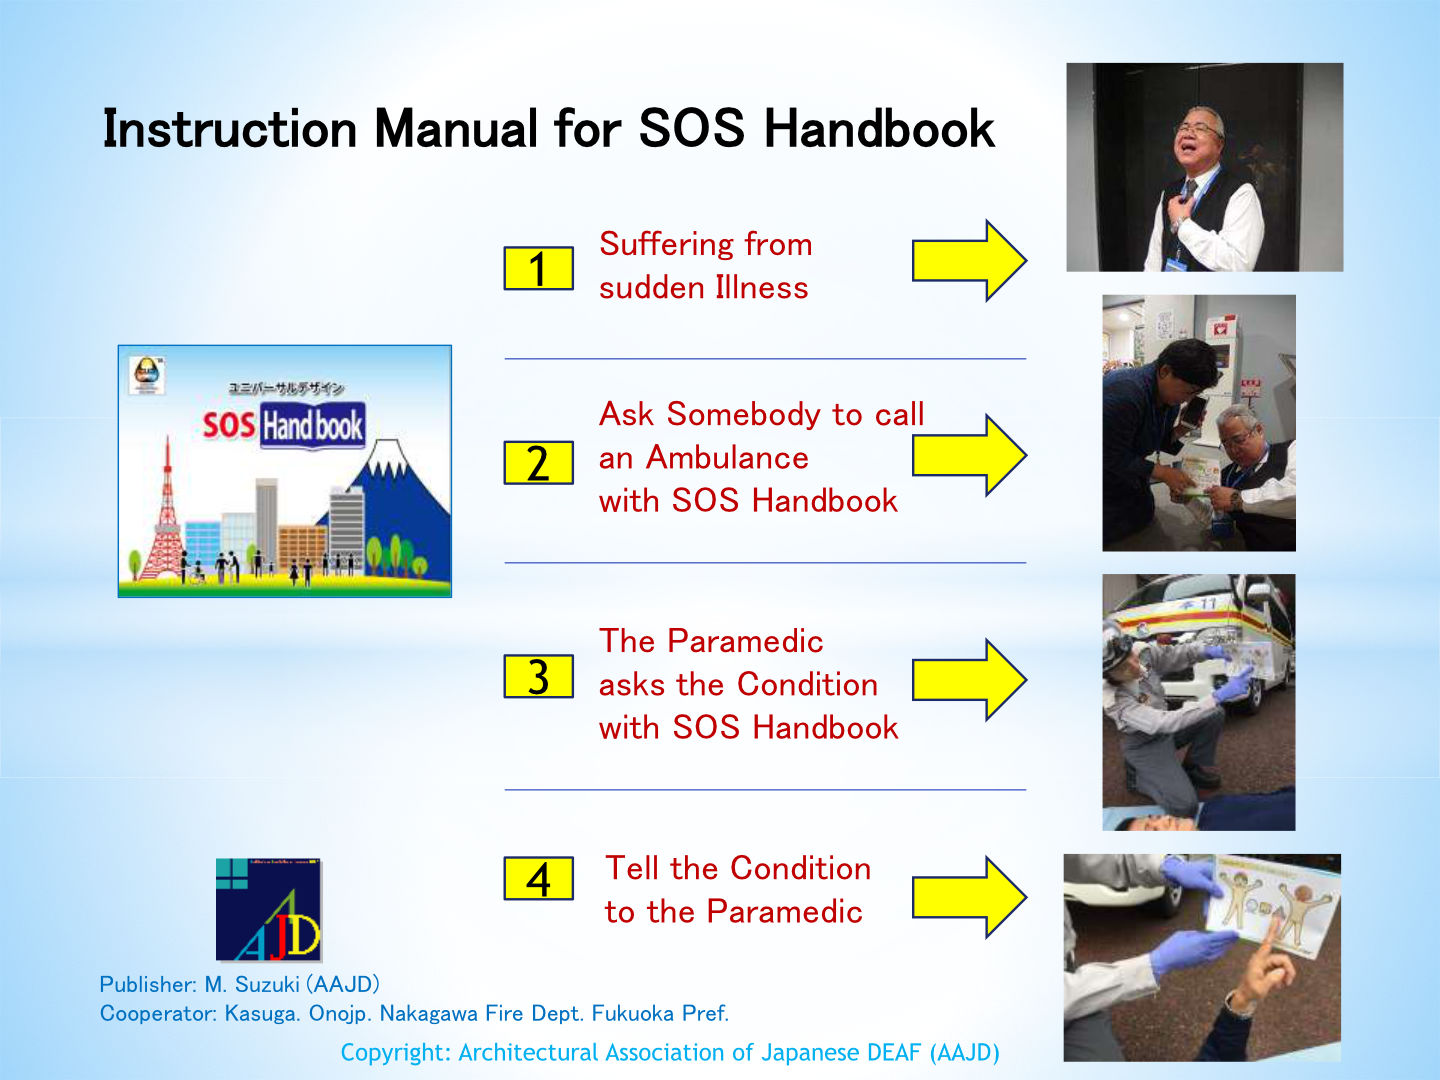 Instruction Manual for SOS Handbook
1
Suffering from
sudden Illness
ユニバーサルデザイン
SOS Handbook
2
Ask Somebody to call
an Ambulance
with SOS Handbook
3
The Paramedic
asks the Condition
with SOS Handbook
11
4
Tell the Condition
to the Paramedic
AAJD
Publisher: M. Suzuki (AAJD)
Cooperator: Kasuga. Onojp. Nakagawa Fire Dept. Fukuoka Pref.
Copyright: Architectural Association of Japanese DEAF (AAJD)